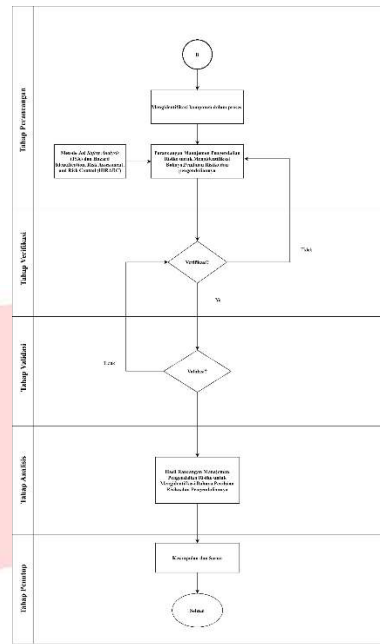 Tahap Perancangan
B
Mengidentifikasi komponen dalam proses
Metode Job Safety Analysis
(JSA) dan Hazard
Identification, Risk Assessment
and Risk Control (HIRARC)
Perancangan Manajemen Pengendalian
Risiko untuk Mengidentifikasi
Bahaya Penilaian Risiko dan
pengendaliannya
Tahap Verifikasi
Verifikasi?
Tidak
Ya
Tahap Validasi
Validasi?
Tidak
Tahap Analisis
Hasil Rancangan Manajemen
Pengendalian Risiko untuk
Mengidentifikasi Bahaya Penilaian
Risiko dan Pengendaliannya
Tahap Penutup
Kesimpulan dan Saran
Selesai